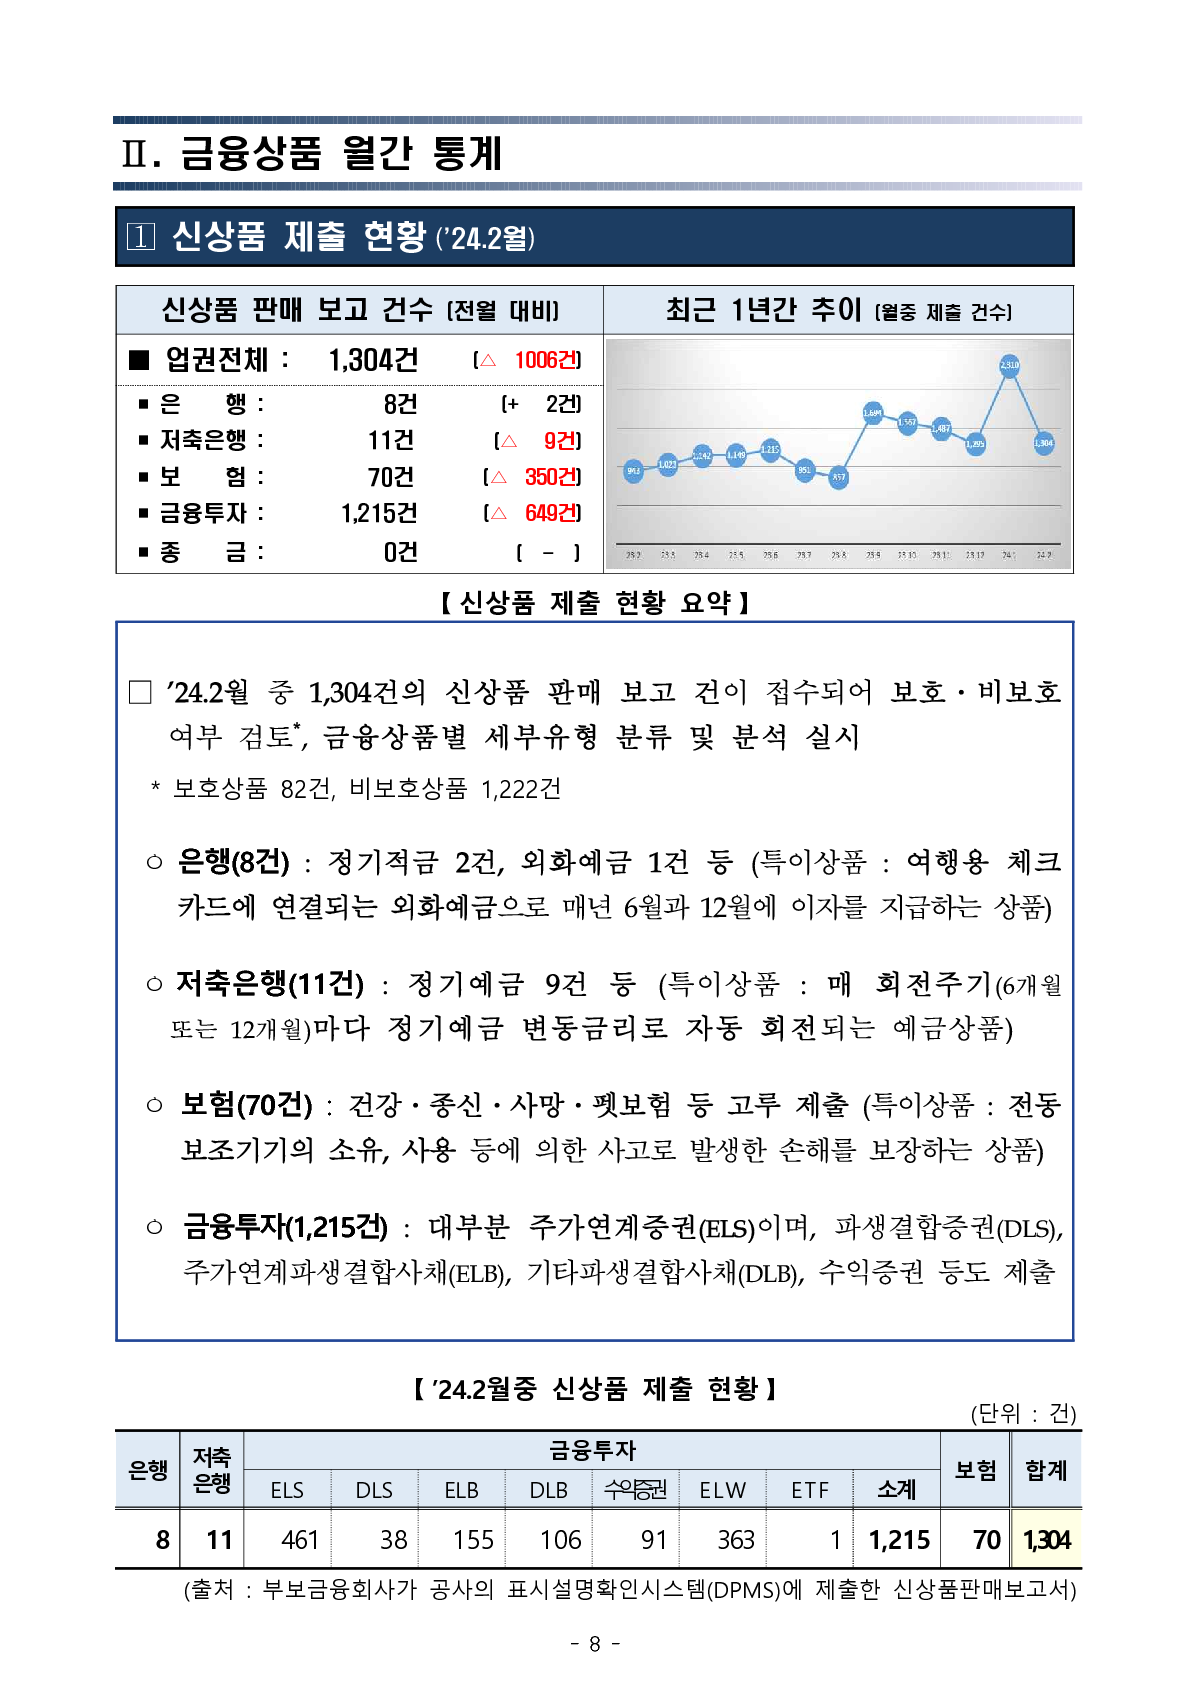 Ⅱ. 금융상품 월간 통계
1 신상품 제출 현황 (’24.2월)
신상품 판매 보고 건수 (전월 대비)
■ 업권전체 : 1,304건 (△ 1006건)
▪ 은 행 : 8건 (+ 2건)
▪ 저축은행 : 11건 (△ 9건)
▪ 보 험 : 70건 (△ 350건)
▪ 금융투자 : 1,215건 (△ 649건)
▪ 종 금 : 0건 ( – )
최근 1년간 추이 (월중 제출 건수)
943 1,023 1,142 1,149 1,215 951 857 1,694 1,567 1,487 1,295 2,310 1,304
23.2 23.3 23.4 23.5 23.6 23.7 23.8 23.9 23.10 23.11 23.12 24.1 24.2
【 신상품 제출 현황 요약 】
□ ’24.2월 중 1,304건의 신상품 판매 보고 건이 접수되어 보호・비보호
여부 검토*, 금융상품별 세부유형 분류 및 분석 실시
* 보호상품 82건, 비보호상품 1,222건
ㅇ 은행(8건) : 정기적금 2건, 외화예금 1건 등 (특이상품 : 여행용 체크
카드에 연결되는 외화예금으로 매년 6월과 12월에 이자를 지급하는 상품)
ㅇ 저축은행(11건) : 정기예금 9건 등 (특이상품 : 매 회전주기(6개월
또는 12개월)마다 정기예금 변동금리로 자동 회전되는 예금상품)
ㅇ 보험(70건) : 건강・종신・사망・펫보험 등 고루 제출 (특이상품 : 전동
보조기기의 소유, 사용 등에 의한 사고로 발생한 손해를 보장하는 상품)
ㅇ 금융투자(1,215건) : 대부분 주가연계증권(ELS)이며, 파생결합증권(DLS),
주가연계파생결합사채(ELB), 기타파생결합사채(DLB), 수익증권 등도 제출
【 ’24.2월중 신상품 제출 현황 】
(단위 : 건)
은행 저축은행 금융투자 보험 합계
ELS DLS ELB DLB 수익증권 ELW ETF 소계
8 11 461 38 155 106 91 363 1 1,215 70 1,304
(출처 : 부보금융회사가 공사의 표시설명확인시스템(DPMS)에 제출한 신상품판매보고서)
- 8 -